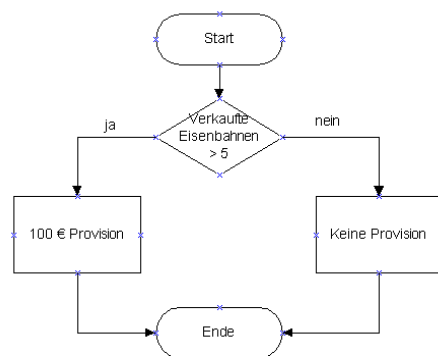 Start
Verkaufte
Eisenbahnen
> 5
ja
nein
100 € Provision
Keine Provision
Ende